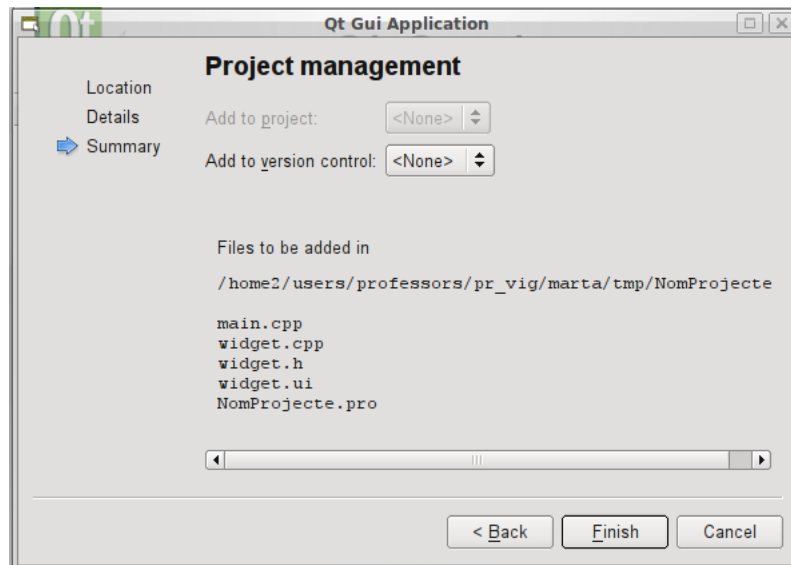 Qt Gui Application
Qt
Project management
Location
Details
Summary
Add to project: <None>
Add to version control: <None>
Files to be added in
/home2/users/professors/pr_vig/marta/tmp/NomProjecte
main.cpp
widget.cpp
widget.h
widget.ui
NomProjecte.pro
< Back Finish Cancel